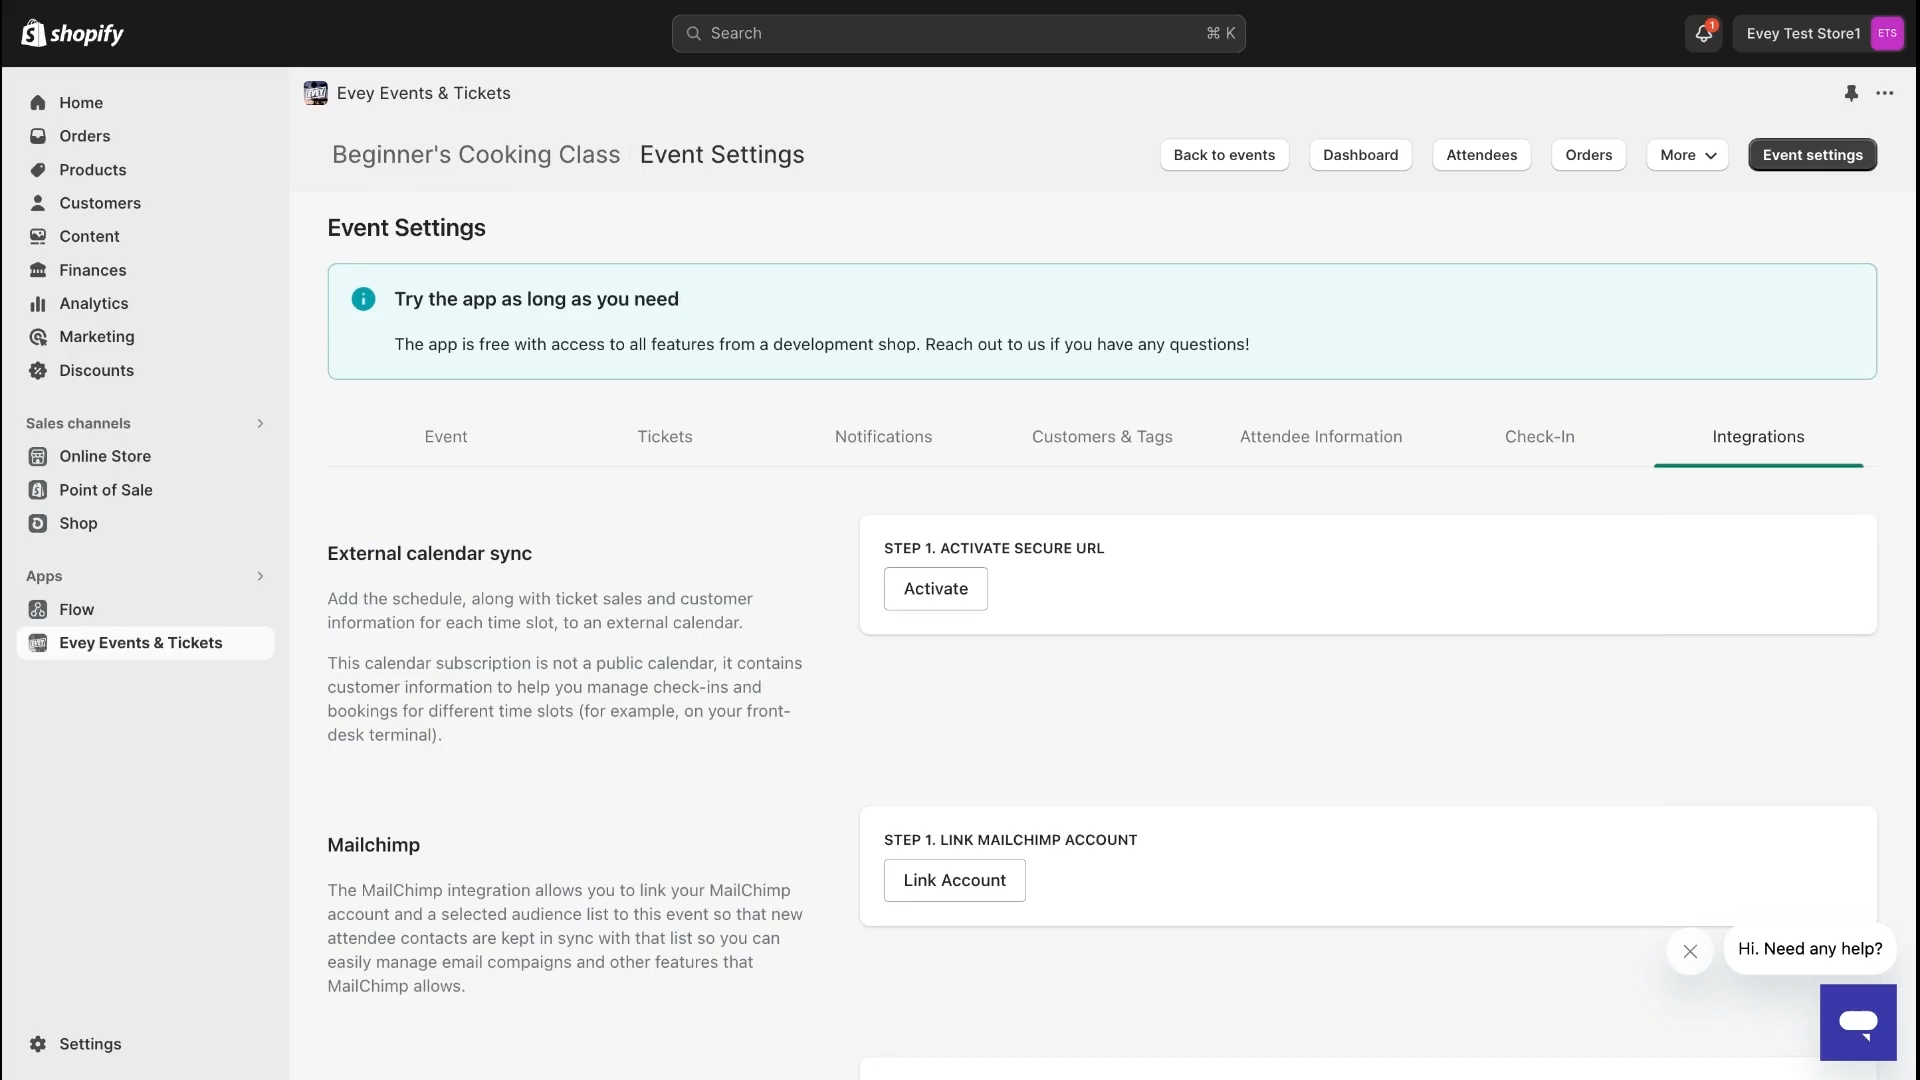 shopify
Search
⌘ K
1
Evey Test Store1
ETS
Home
Orders
Products
Customers
Content
Finances
Analytics
Marketing
Discounts
Sales channels
Online Store
Point of Sale
Shop
Apps
Flow
Evey Events & Tickets
Settings
EVEY
Evey Events & Tickets
Beginner's Cooking Class
Event Settings
Back to events
Dashboard
Attendees
Orders
More
Event settings
Event Settings
Try the app as long as you need
The app is free with access to all features from a development shop. Reach out to us if you have any questions!
Event
Tickets
Notifications
Customers & Tags
Attendee Information
Check-In
Integrations
External calendar sync
Add the schedule, along with ticket sales and customer
information for each time slot, to an external calendar.
This calendar subscription is not a public calendar, it contains
customer information to help you manage check-ins and
bookings for different time slots (for example, on your front-
desk terminal).
STEP 1. ACTIVATE SECURE URL
Activate
Mailchimp
The MailChimp integration allows you to link your MailChimp
account and a selected audience list to this event so that new
attendee contacts are kept in sync with that list so you can
easily manage email compaigns and other features that
MailChimp allows.
STEP 1. LINK MAILCHIMP ACCOUNT
Link Account
Hi. Need any help?